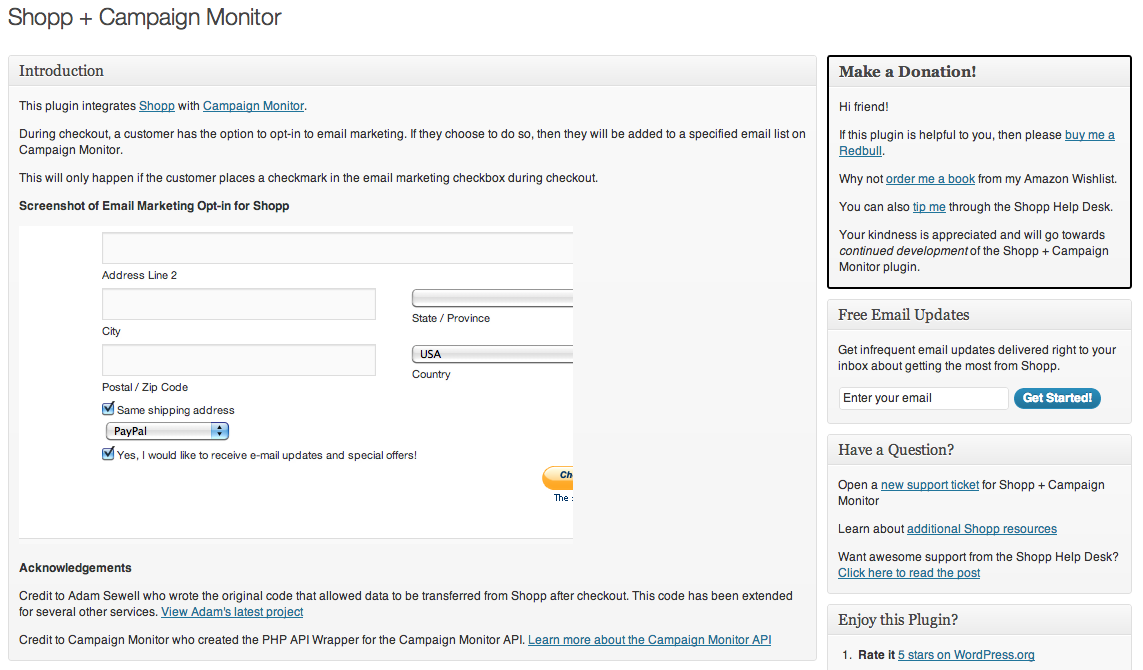 Shopp + Campaign Monitor
Introduction
This plugin integrates Shopp with Campaign Monitor.
During checkout, a customer has the option to opt-in to email marketing. If they choose to do so, then they will be added to a specified email list on
Campaign Monitor.
This will only happen if the customer places a checkmark in the email marketing checkbox during checkout.
Screenshot of Email Marketing Opt-in for Shopp
Address Line 2
City
State / Province
USA
Country
Postal / Zip Code
Same shipping address
PayPal
Yes, I would like to receive e-mail updates and special offers!
Ch
The
Acknowledgements
Credit to Adam Sewell who wrote the original code that allowed data to be transferred from Shopp after checkout. This code has been extended
for several other services. View Adam's latest project
Credit to Campaign Monitor who created the PHP API Wrapper for the Campaign Monitor API. Learn more about the Campaign Monitor API
Make a Donation!
Hi friend!
If this plugin is helpful to you, then please buy me a
Redbull.
Why not order me a book from my Amazon Wishlist.
You can also tip me through the Shopp Help Desk.
Your kindness is appreciated and will go towards
continued development of the Shopp + Campaign
Monitor plugin.
Free Email Updates
Get infrequent email updates delivered right to your
inbox about getting the most from Shopp.
Enter your email
Get Started!
Have a Question?
Open a new support ticket for Shopp + Campaign
Monitor
Learn about additional Shopp resources
Want awesome support from the Shopp Help Desk?
Click here to read the post
Enjoy this Plugin?
1. Rate it 5 stars on WordPress.org